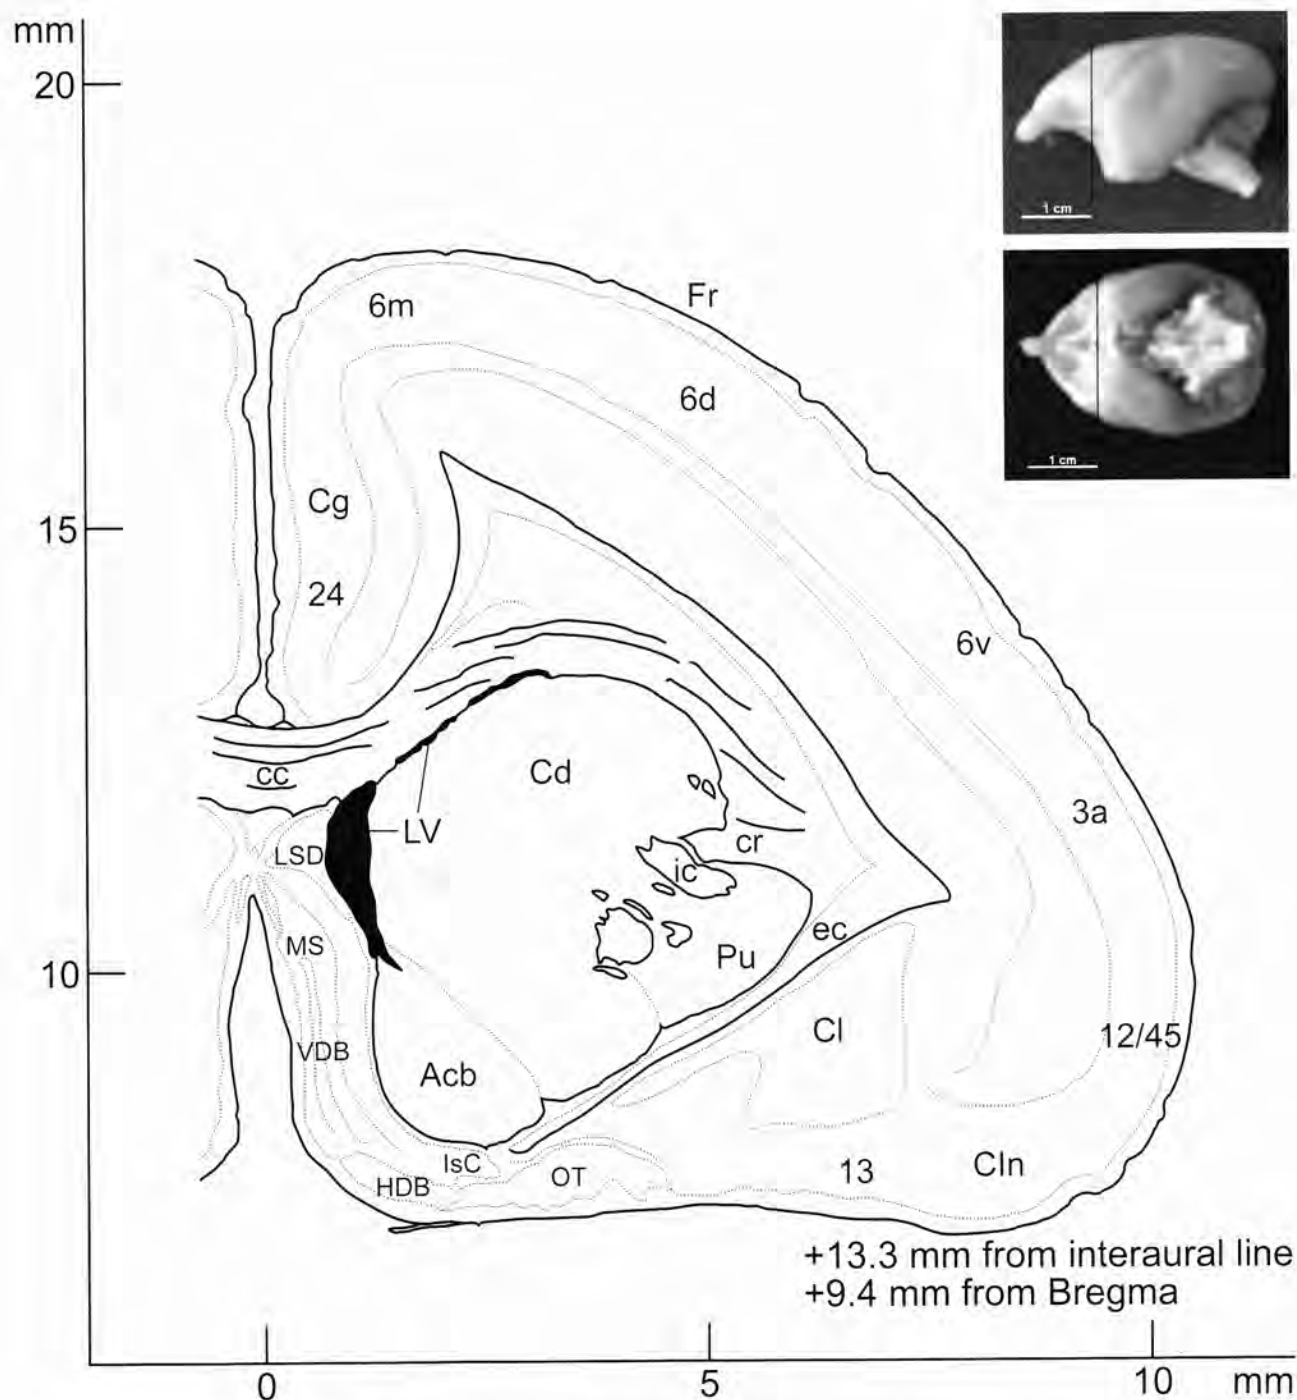 mm
20
1 cm
Fr
6m
6d
1 cm
Cg
15
24
6v
cc
Cd
LV
3a
LSD
cr
ic
MS
ec
10
Pu
VDB
Cl
12/45
Acb
IsC
HDB
OT
13
Cln
+13.3 mm from interaural line
+9.4 mm from Bregma
0
5
10
mm